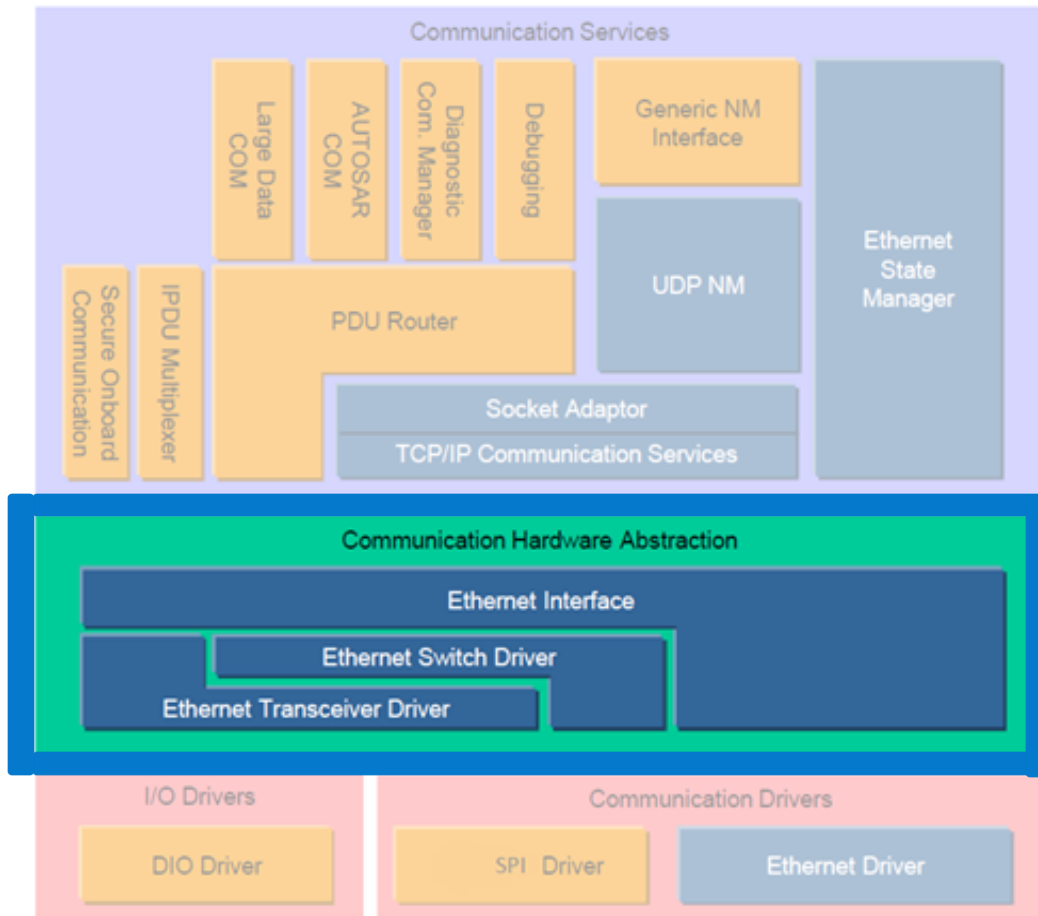 Communication Services
Large Data
COM
AUTOSAR
COM
Diagnostic
Com. Manager
Debugging
Generic NM
Interface
Ethernet
State
Manager
UDP NM
Secure Onboard
Communication
IPDU Multiplexer
PDU Router
Socket Adaptor
TCP/IP Communication Services
Communication Hardware Abstraction
Ethernet Interface
Ethernet Switch Driver
Ethernet Transceiver Driver
I/O Drivers
Communication Drivers
DIO Driver
SPI Driver
Ethernet Driver